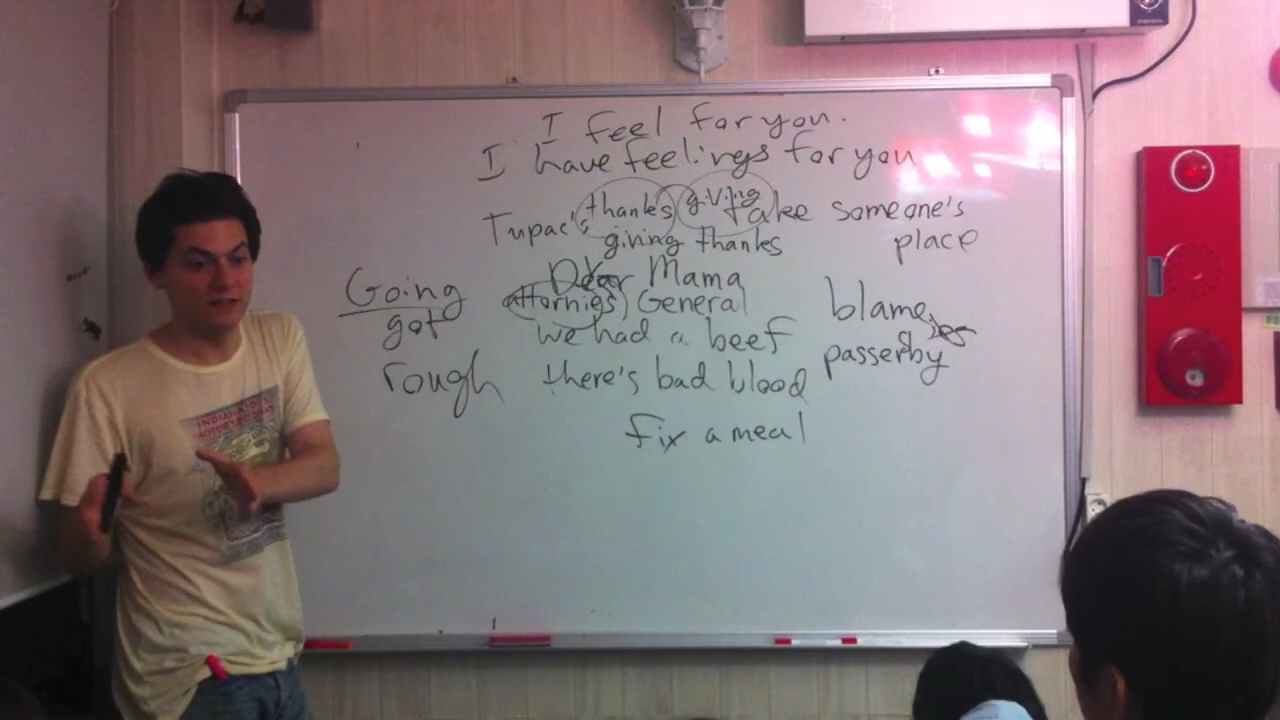 I feel for you.
I have feelings for you
thanks giving
Tupac's
take someone's
place
giving thanks
Dear Mama
Going
got
rough
attornies General
we had a beef
there's bad blood
fix a meal
blame
passerby
INDIAN